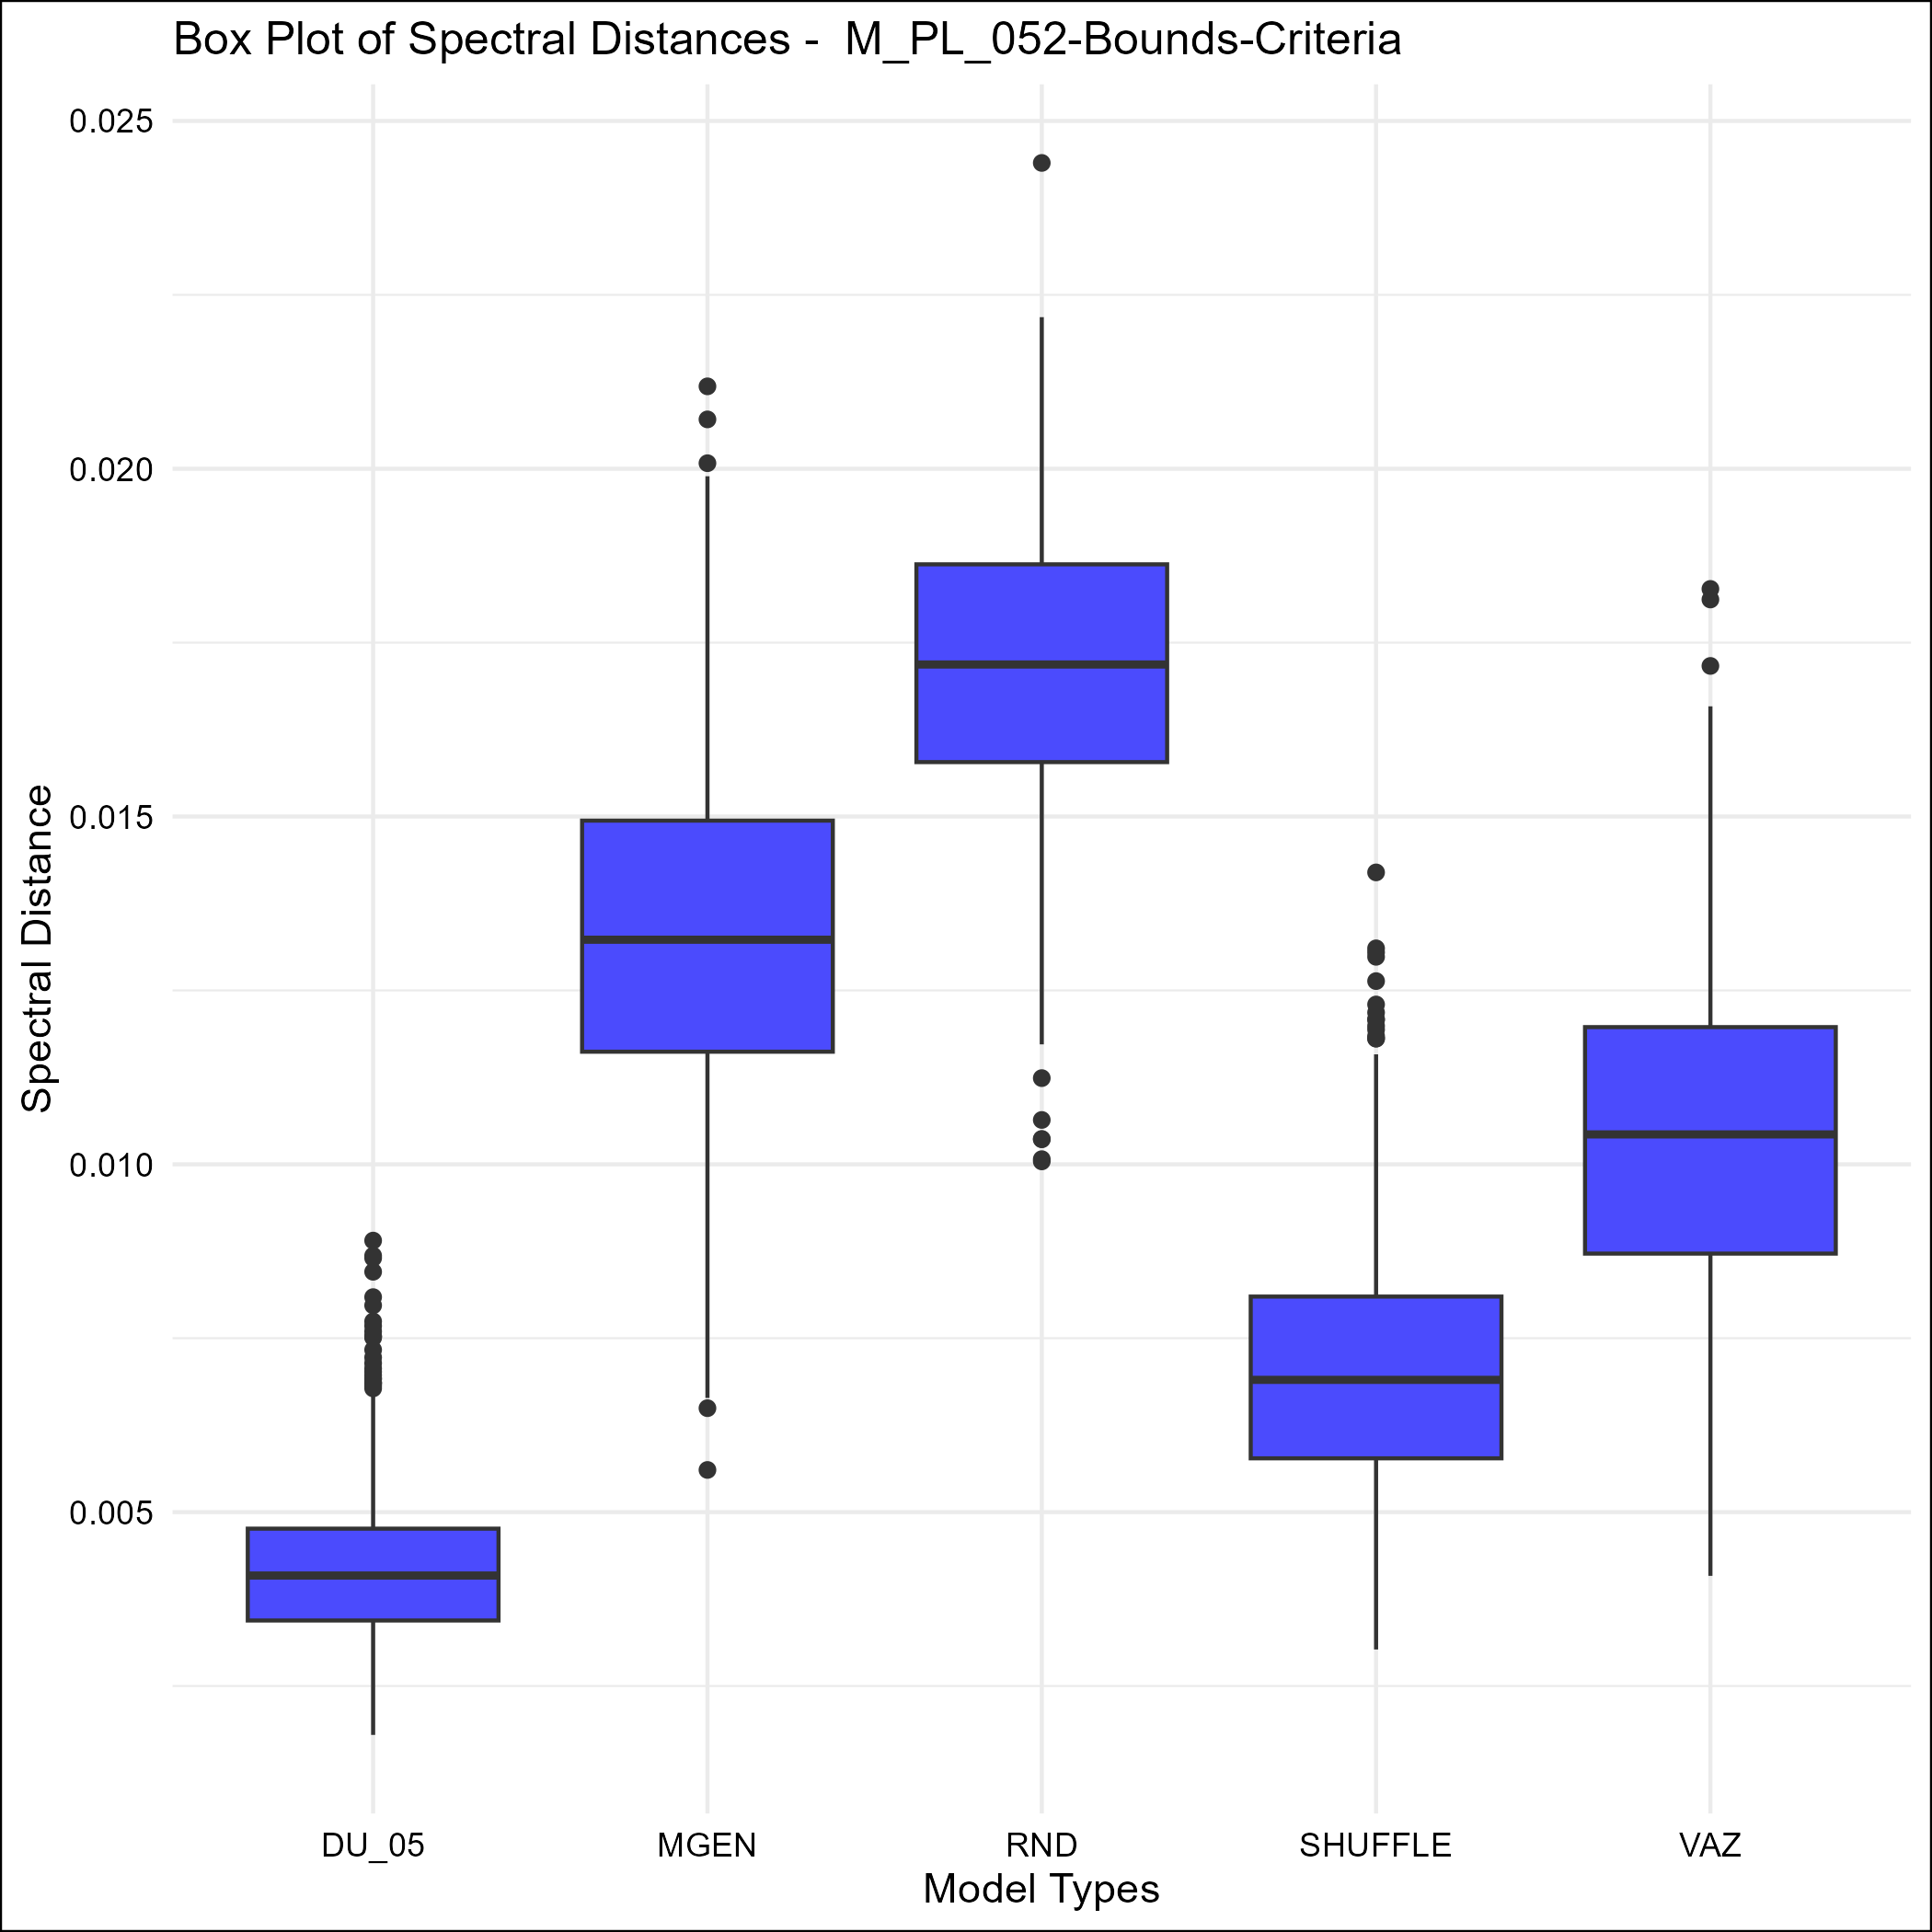 Box Plot of Spectral Distances -  M_PL_052-Bounds-Criteria
Spectral Distance
0.025
0.020
0.015
0.010
0.005
DU_05 MGEN RND SHUFFLE VAZ
Model Types